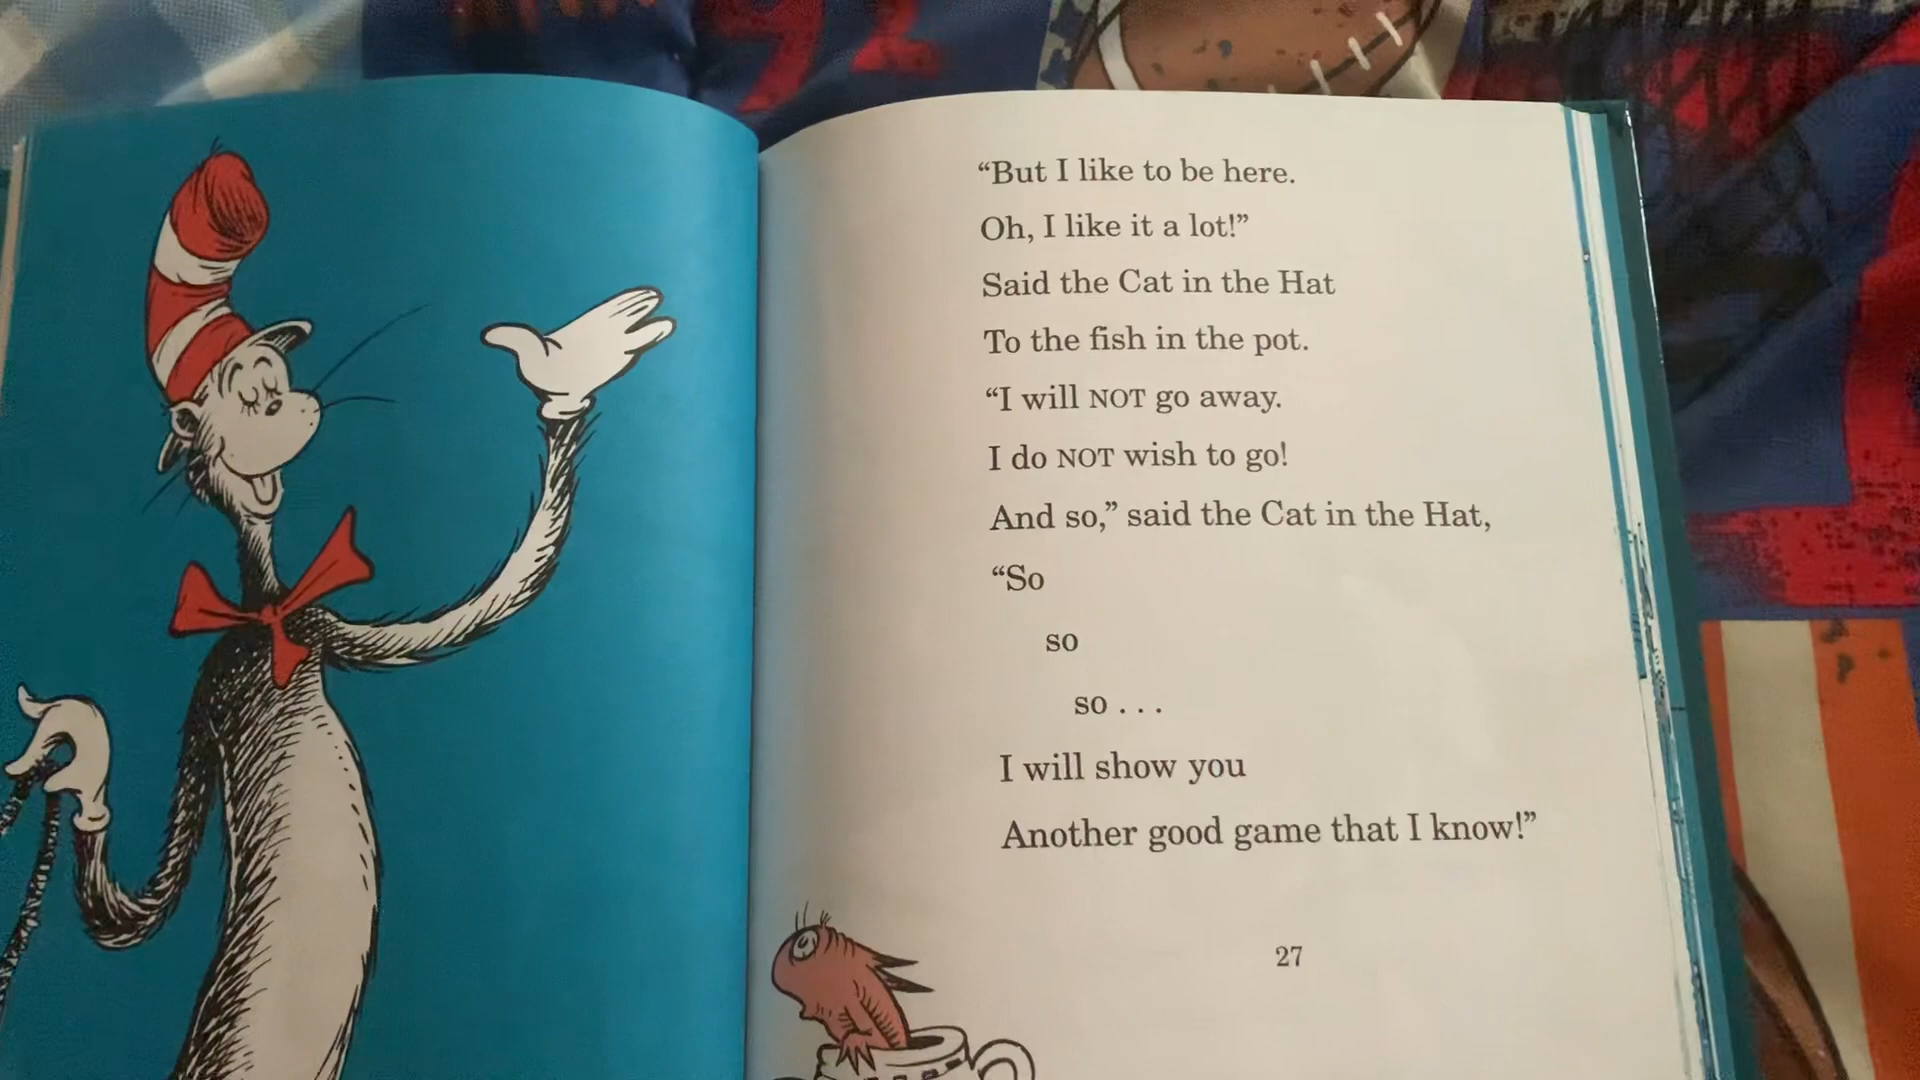 “But I like to be here.
Oh, I like it a lot!”
Said the Cat in the Hat
To the fish in the pot.
“I will NOT go away.
I do NOT wish to go!
And so,” said the Cat in the Hat,
“So
so
so . . .
I will show you
Another good game that I know!”
27